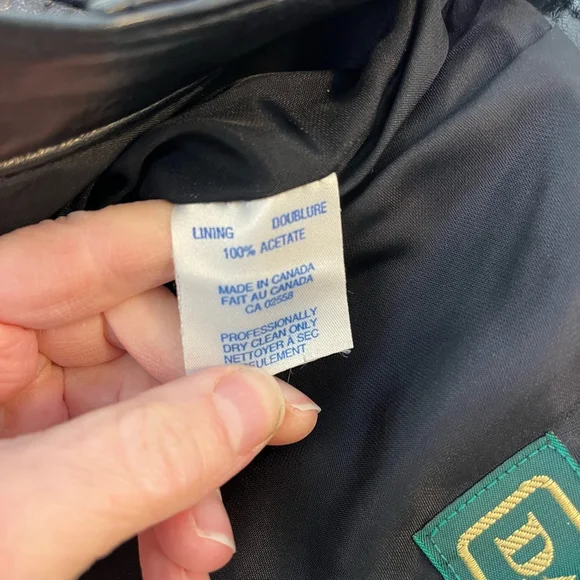 LINING DOUBLURE
100% ACETATE
MADE IN CANADA
FAIT AU CANADA
CA 02558
PROFESSIONALLY
DRY CLEAN ONLY
NETTOYER À SEC
SEULEMENT